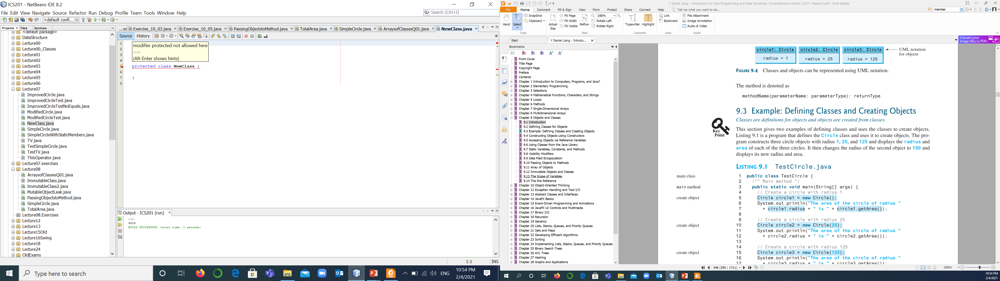 ICS201 - NetBeans IDE 8.2
File Edit View Navigate Source Refactor Run Debug Profile Team Tools Window Help
Search (Ctrl+I)
<default confi...
Projects
Files
Services
<default package>
DataStructure
Lecture00
Lecture00_Classes
Lecture01
Lecture02
Lecture03
Lecture04
Lecture05
Lecture06
Lecture07
ImprovedCircle.java
ImprovedCircleTest.java
ImprovedCircleTestNoEquals.java
ModifiedCircle.java
ModifiedCircleTest.java
NewClass.java
SimpleCircle.java
SimpleCircleWithStaticMembers.java
TV.java
TestSimpleCircle.java
TestTV.java
ThisOperator.java
Lecture07.exercises
Lecture08
ArraysofClassesQ01.java
ImmutableClass.java
ImmutableClass2.java
MutableObjectLeak.java
PassingObjectstoMethod.java
SimpleCircle.java
TotalArea.java
Lecture08.Exercises
Lecture12
Lecture13
Lecture15Old
Lecture16Swing
Lecture18
Lecture24
OldExams
...va Exercise_10_03.java Exercise_10_05.java PassingObjectstoMethod.java TotalArea.java SimpleCircle.java ArraysofClassesQ01.java NewClass.java
Source History
1
2
3
4
6
7
8
modifier protected not allowed here
----
(Alt-Enter shows hints)
protected class NewClass {
}
Output - ICS201 (run)
run:
5506
BUILD SUCCESSFUL (total time: 0 seconds)
1:1 INS
Type here to search
ENG
10:54 PM
2/4/2021
Y Daniel Liang - Introduction to Java Programming and Data Structures, Comprehensive Version (2017, Pearson).pdf - Foxit Reader
File Home Comment Fill & Sign View Form Protect Share Connect Help Tell me what you want to do...
member
Hand
Select
SnapShot
Clipboard
Tools
Actual Size
Fit Page
Fit Width
Fit Visible
Reflow
150%
Rotate Left
Rotate Right
View
Typewriter
Highlight
Comment
Link
Bookmark
Links
File Attachment
Image Annotation
Audio & Video
Insert
Start
Y Daniel Liang - Introdu...
Convert your
image files to PDFs
Bookmarks
Front Cover
Title Page
Copyright Page
Preface
Contents
Chapter 1 Introduction to Computers, Programs, and Java?
Chapter 2 Elementary Programming
Chapter 3 Selections
Chapter 4 Mathematical Functions, Characters, and Strings
Chapter 5 Loops
Chapter 6 Methods
Chapter 7 Single-Dimensional Arrays
Chapter 8 Multidimensional Arrays
Chapter 9 Objects and Classes
9.1 Introduction
9.2 Defining Classes for Objects
9.3 Example: Defining Classes and Creating Objects
9.4 Constructing Objects Using Constructors
9.5 Accessing Objects via Reference Variables
9.6 Using Classes from the Java Library
9.7 Static Variables, Constants, and Methods
9.8 Visibility Modifiers
9.9 Data Field Encapsulation
9.10 Passing Objects to Methods
9.11 Array of Objects
9.12 Immutable Objects and Classes
9.13 The Scope of Variables
9.14 The this Reference
Chapter 10 Object-Oriented Thinking
Chapter 12 Exception Handling and Text I/O
Chapter 13 Abstract Classes and Interfaces
Chapter 14 JavaFX Basics
Chapter 15 Event-Driven Programming and Animations
Chapter 16 JavaFX UI Controls and Multimedia
Chapter 17 Binary I/O
Chapter 18 Recursion
Chapter 19 Generics
Chapter 20 Lists, Stacks, Queues, and Priority Queues
Chapter 21 Sets and Maps
Chapter 22 Developing Efficient Algorithms
Chapter 23 Sorting
Chapter 24 Implementing Lists, Stacks, Queues, and Priority Queues
Chapter 25 Binary Search Trees
Chapter 26 AVL Trees
Chapter 27 Hashing
Chapter 28 Graphs and Applications
circle1: Circle circle2: Circle circle3: Circle
radius = 1 radius = 25 radius = 125
UML notation
for objects
FIGURE 9.4 Classes and objects can be represented using UML notation.
The method is denoted as
methodName(parameterName: parameterType): returnType
9.3 Example: Defining Classes and Creating Objects
Classes are definitions for objects and objects are created from classes.
Key
Point
This section gives two examples of defining classes and uses the classes to create objects.
Listing 9.1 is a program that defines the Circle class and uses it to create objects. The pro-
gram constructs three circle objects with radius 1, 25, and 125 and displays the radius and
area of each of the three circles. It then changes the radius of the second object to 100 and
displays its new radius and area.
LISTING 9.1 TestCircle.java
main class 1 public class TestCircle {
2 /** Main method */
main method 3 public static void main(String[] args) {
4 // Create a circle with radius 1
create object 5 Circle circle1 = new Circle();
6 System.out.println("The area of the circle of radius "
7 + circle1.radius + " is " + circle1.getArea());
8
9 // Create a circle with radius 25
create object 10 Circle circle2 = new Circle(25);
11 System.out.println("The area of the circle of radius "
12 + circle2.radius + " is " + circle2.getArea());
13
14 // Create a circle with radius 125
create object 15 Circle circle3 = new Circle(125);
16 System.out.println("The area of the circle of radius "
17 + circle3.radius + " is " + circle3.getArea());
348 (350 / 1711)
150%
10:54 PM
2/4/2021